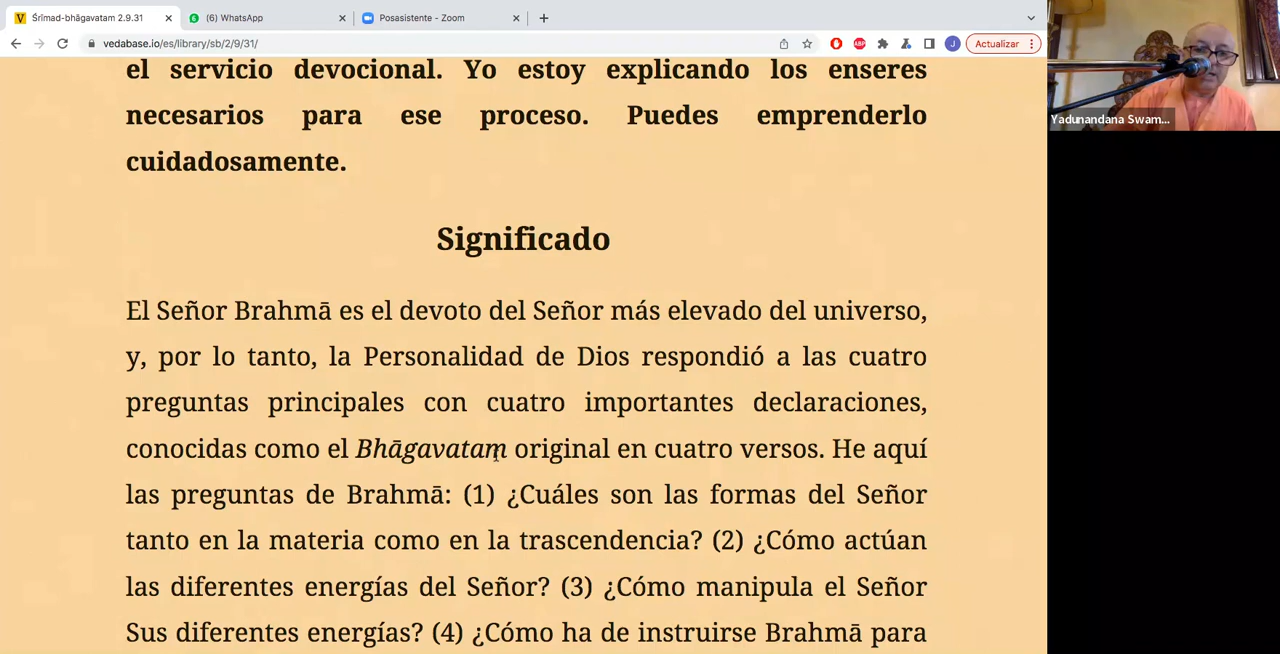 Śrīmad-bhāgavatam 2.9.31
(6) WhatsApp
Posasistente - Zoom
vedabase.io/es/library/sb/2/9/31/
ABP
J
Actualizar
Yadunandana Swam...
el servicio devocional. Yo estoy explicando los enseres
necesarios para ese proceso. Puedes emprenderlo
cuidadosamente.
Significado
El Señor Brahmā es el devoto del Señor más elevado del universo,
y, por lo tanto, la Personalidad de Dios respondió a las cuatro
preguntas principales con cuatro importantes declaraciones,
conocidas como el Bhāgavatam original en cuatro versos. He aquí
las preguntas de Brahmā: (1) ¿Cuáles son las formas del Señor
tanto en la materia como en la trascendencia? (2) ¿Cómo actúan
las diferentes energías del Señor? (3) ¿Cómo manipula el Señor
Sus diferentes energías? (4) ¿Cómo ha de instruirse Brahmā para